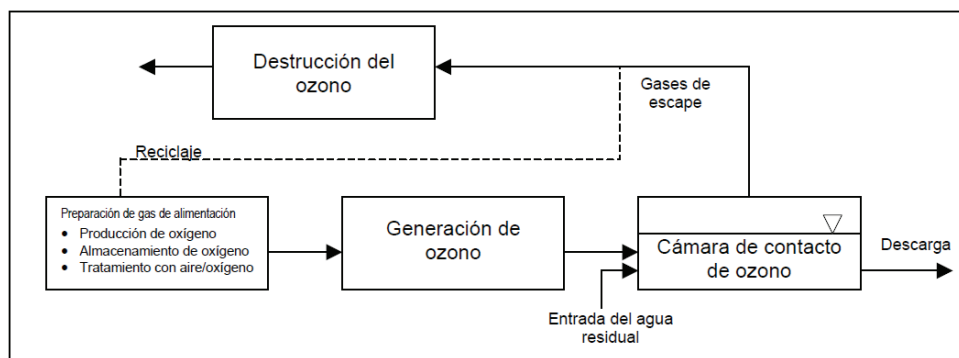 Destrucción del
ozono
Gases de
escape
Reciclaje
Preparación de gas de alimentación
• Producción de oxígeno
• Almacenamiento de oxígeno
• Tratamiento con aire/oxígeno
Generación de
ozono
Cámara de contacto
de ozono
Descarga
Entrada del agua
residual